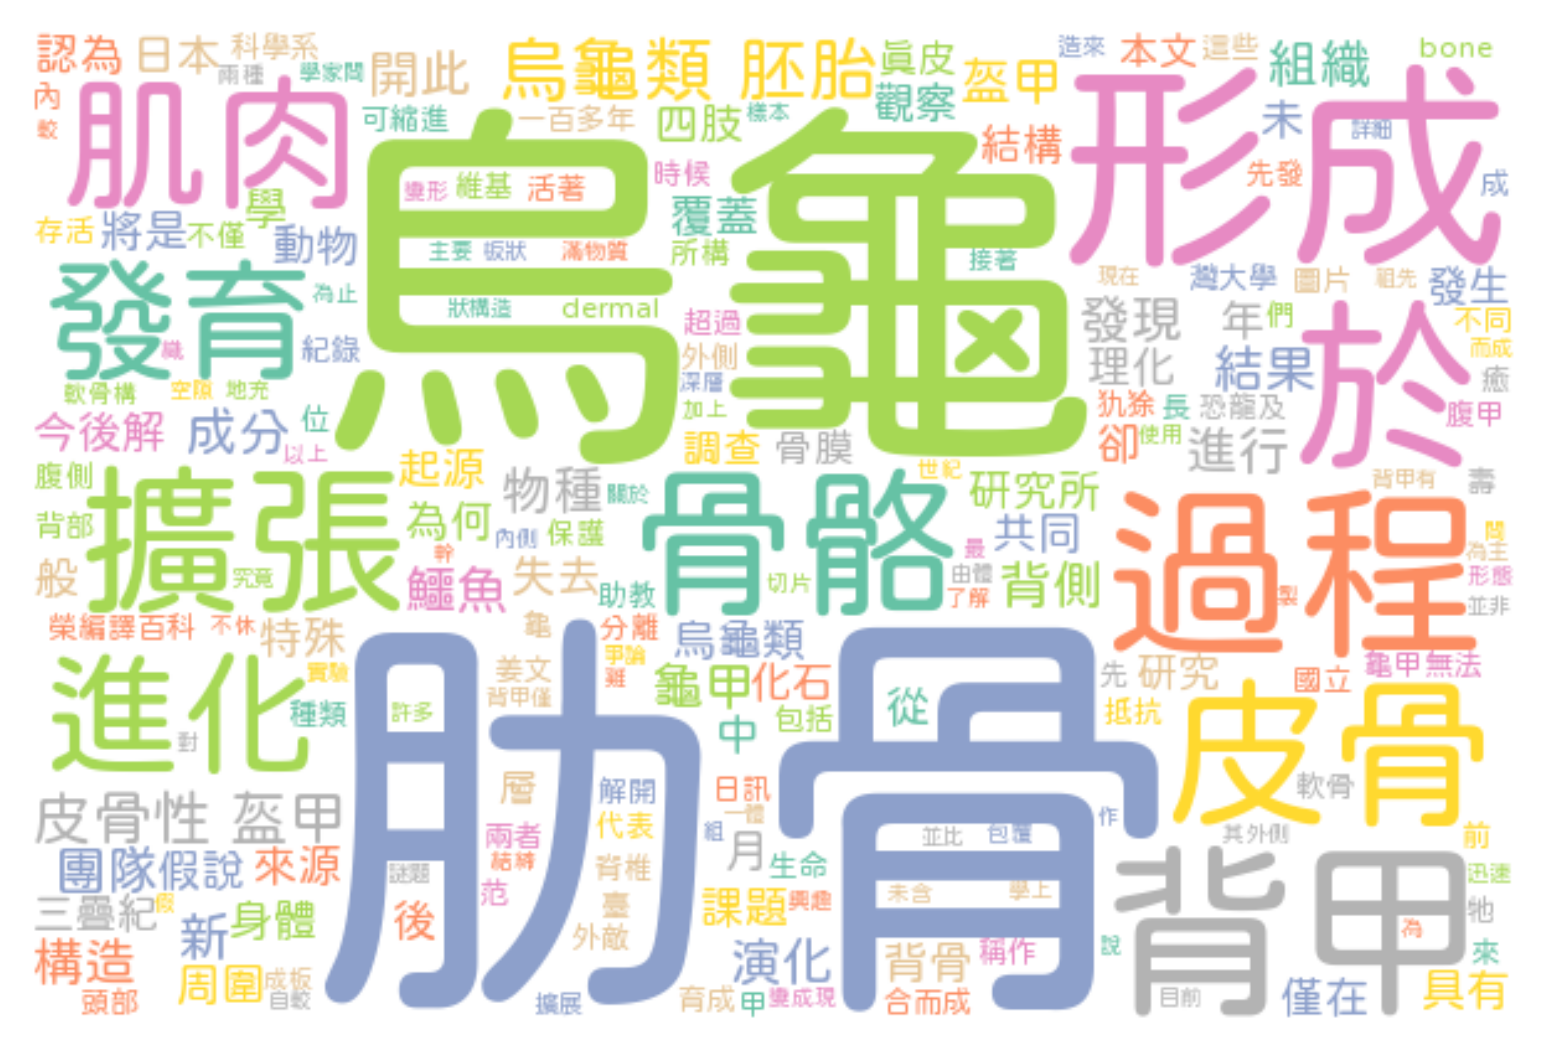 認為 日本 科學系 開此 烏龜類 胚胎 真皮 盔甲 造來 本文 這些 組織 bone
兩種 學家問
內 肌肉 可縮進 一百多年 四肢 樣本 觀察 結構 形成 未 詳細
較 時候 先發 成
變形 維基 活著 覆蓋
存活 將是 不僅 學 動物 烏龜 主要 板狀 滿物質 所構 接著
發育 為止 狀構造 dermal 超過 現在 灣大學 圖片 祖先 發生
織 紀錄 外側 發現 年 們 於 不同
軟骨構 空隙 地充 深層 理化 結果 而成
加上 犰狳 長 恐龍及 癒
今後解 成分 位 以上 調查 骨膜 卻 使用 進行 腹甲
腹側 擴張 起源 物種 關於 骨骼 世紀 研究所 過程 背甲有 壽
背部 為何 內側 保護 共同 問
般 究竟 幹 鱷魚 失去 助教 切片 最 由體 了解 背側 製 為主 形態 並非
榮編譯百科 不休 特殊 龜 分離 烏龜類
爭論
進化 實驗 姜文 雞 龜甲 化石 先 研究 國立 龜甲無法
種類 許多 背甲僅 中 包括 從 抵抗 皮骨
對 肋骨
皮骨性 盔甲 層 解開 日訊 軟骨
兩者 代表 組 一體 月 並比 包覆 作 其外側 前
團隊 假說 來源 謎題 脊椎 生命 背甲 迅速
三疊紀 假 范 臺 課題 興趣 未含 學上 牠
新 身體 後 外敵 為
構造 演化 背骨 稱作 說 來
周圍 成板 自較
頭部 擴展 育成 甲 變成現 合而成 目前 僅在 具有